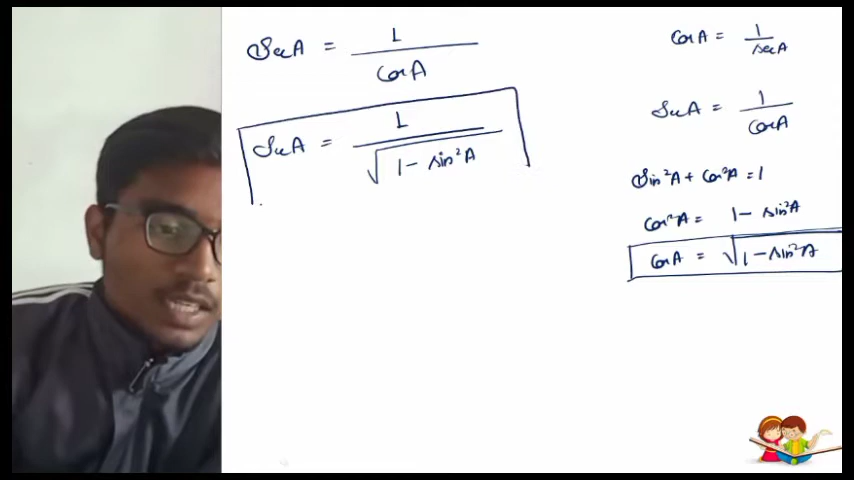 SecA = 1 / CosA
SecA = 1 / √(1 - sin²A)
CosA = 1 / secA
SecA = 1 / CosA
Sin²A + Cos²A = 1
Cos²A = 1 - sin²A
CosA = √(1 - sin²A)